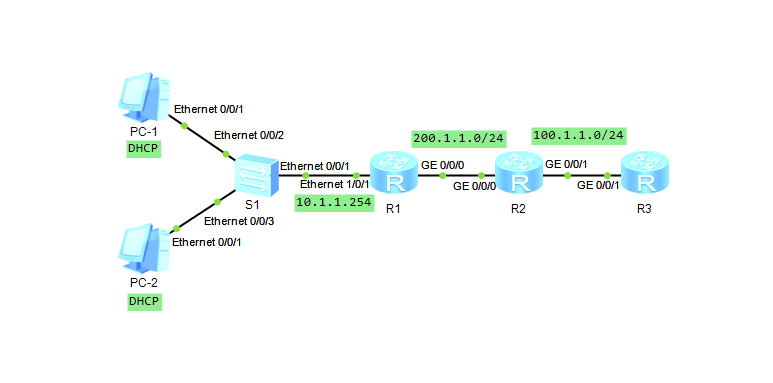 Ethernet 0/0/1
PC-1
DHCP
Ethernet 0/0/2
200.1.1.0/24
100.1.1.0/24
Ethernet 0/0/1
GE 0/0/0
GE 0/0/1
Ethernet 1/0/1
GE 0/0/0
GE 0/0/1
R
R
R
S1
10.1.1.254
R1
R2
R3
Ethernet 0/0/3
Ethernet 0/0/1
PC-2
DHCP